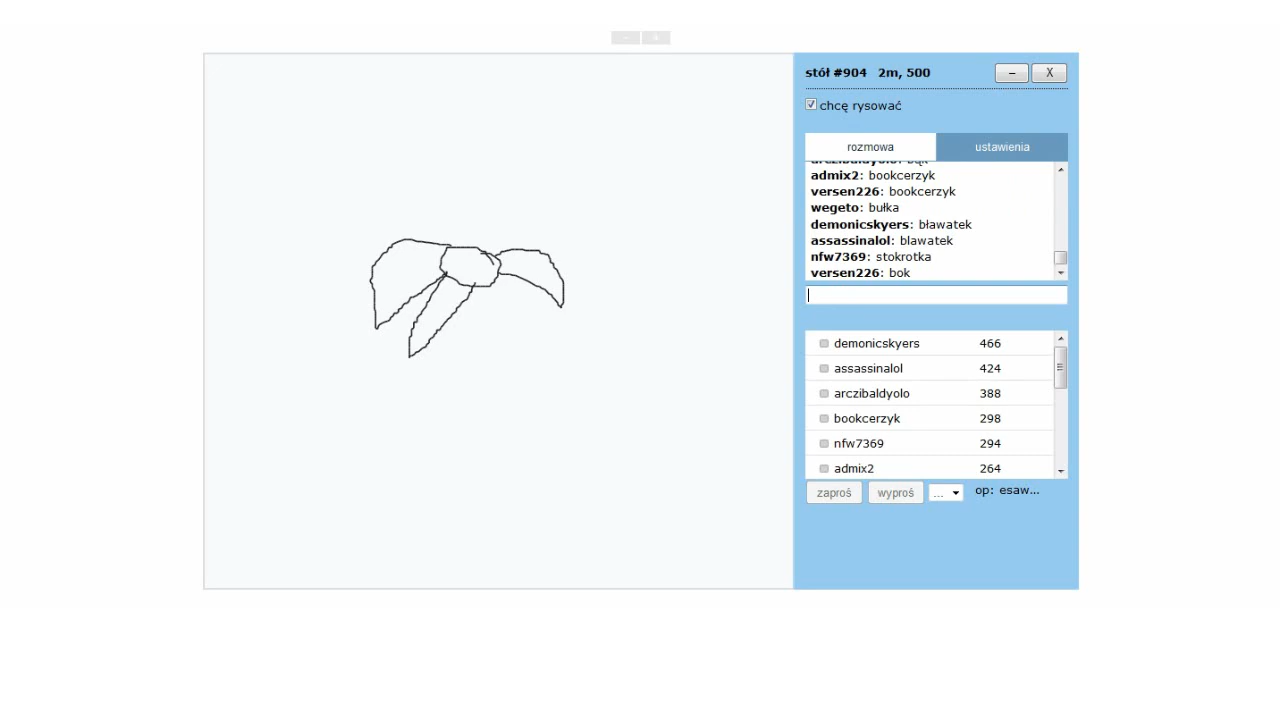 stół #904 2m, 500
– X
chcę rysować
rozmowa ustawienia
arczibaldyolo: bąk
admix2: bookcerzyk
versen226: bookcerzyk
wegeto: bułka
demonicskyers: bławatek
assassinalol: blawatek
nfw7369: stokrotka
versen226: bok
demonicskyers 466
assassinalol 424
arczibaldyolo 388
bookcerzyk 298
nfw7369 294
admix2 264
zaproś wyproś ... op: esaw...